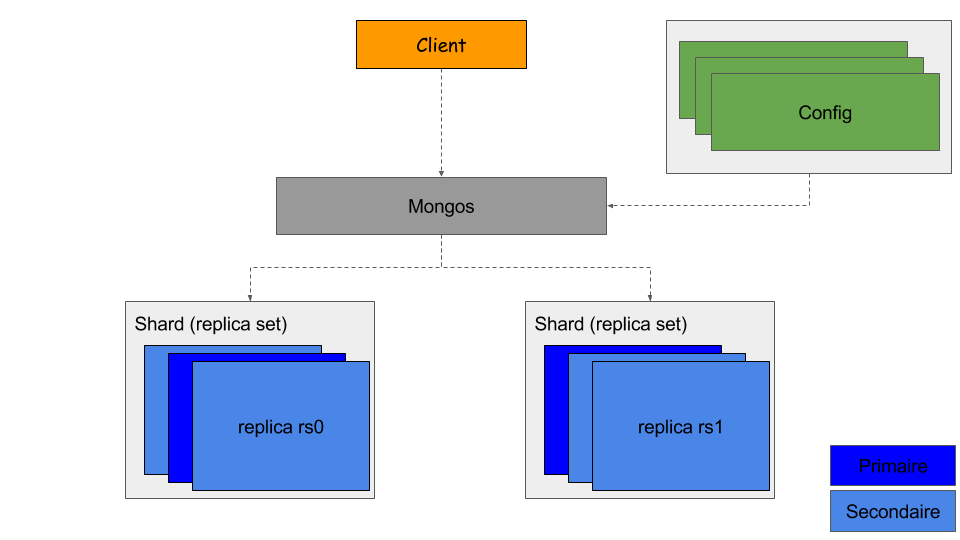 Client
Config
Mongos
Shard (replica set)
replica rs0
Shard (replica set)
replica rs1
Primaire
Secondaire